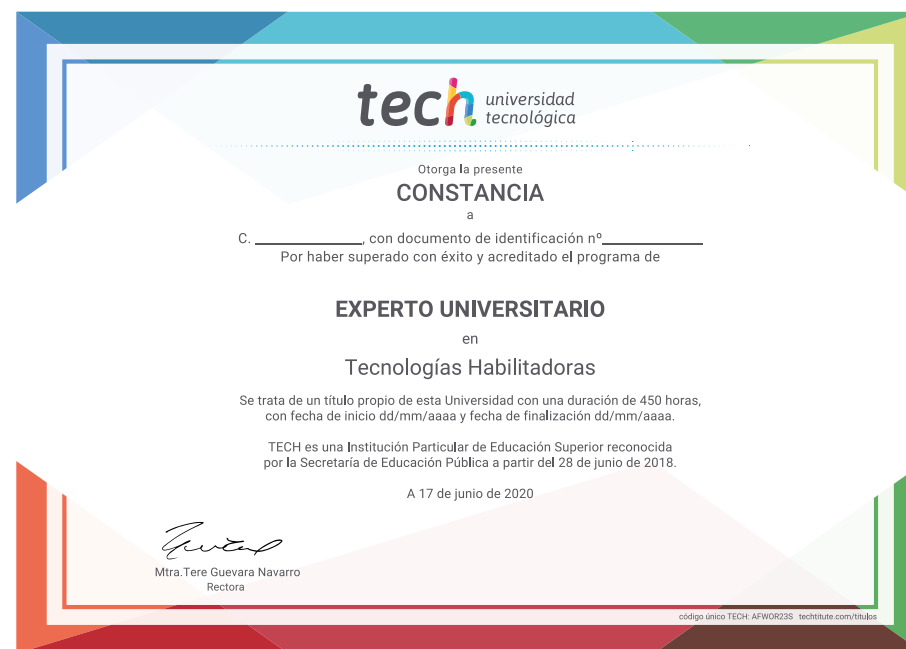 tech universidad
tecnológica
Otorga la presente
CONSTANCIA
a
C. ____________, con documento de identificación nº____________
Por haber superado con éxito y acreditado el programa de
EXPERTO UNIVERSITARIO
en
Tecnologías Habilitadoras
Se trata de un título propio de esta Universidad con una duración de 450 horas,
con fecha de inicio dd/mm/aaaa y fecha de finalización dd/mm/aaaa.
TECH es una Institución Particular de Educación Superior reconocida
por la Secretaría de Educación Pública a partir del 28 de junio de 2018.
A 17 de junio de 2020
Mtra.Tere Guevara Navarro
Rectora
código único TECH: AFWOR23S techtitute.com/titulos